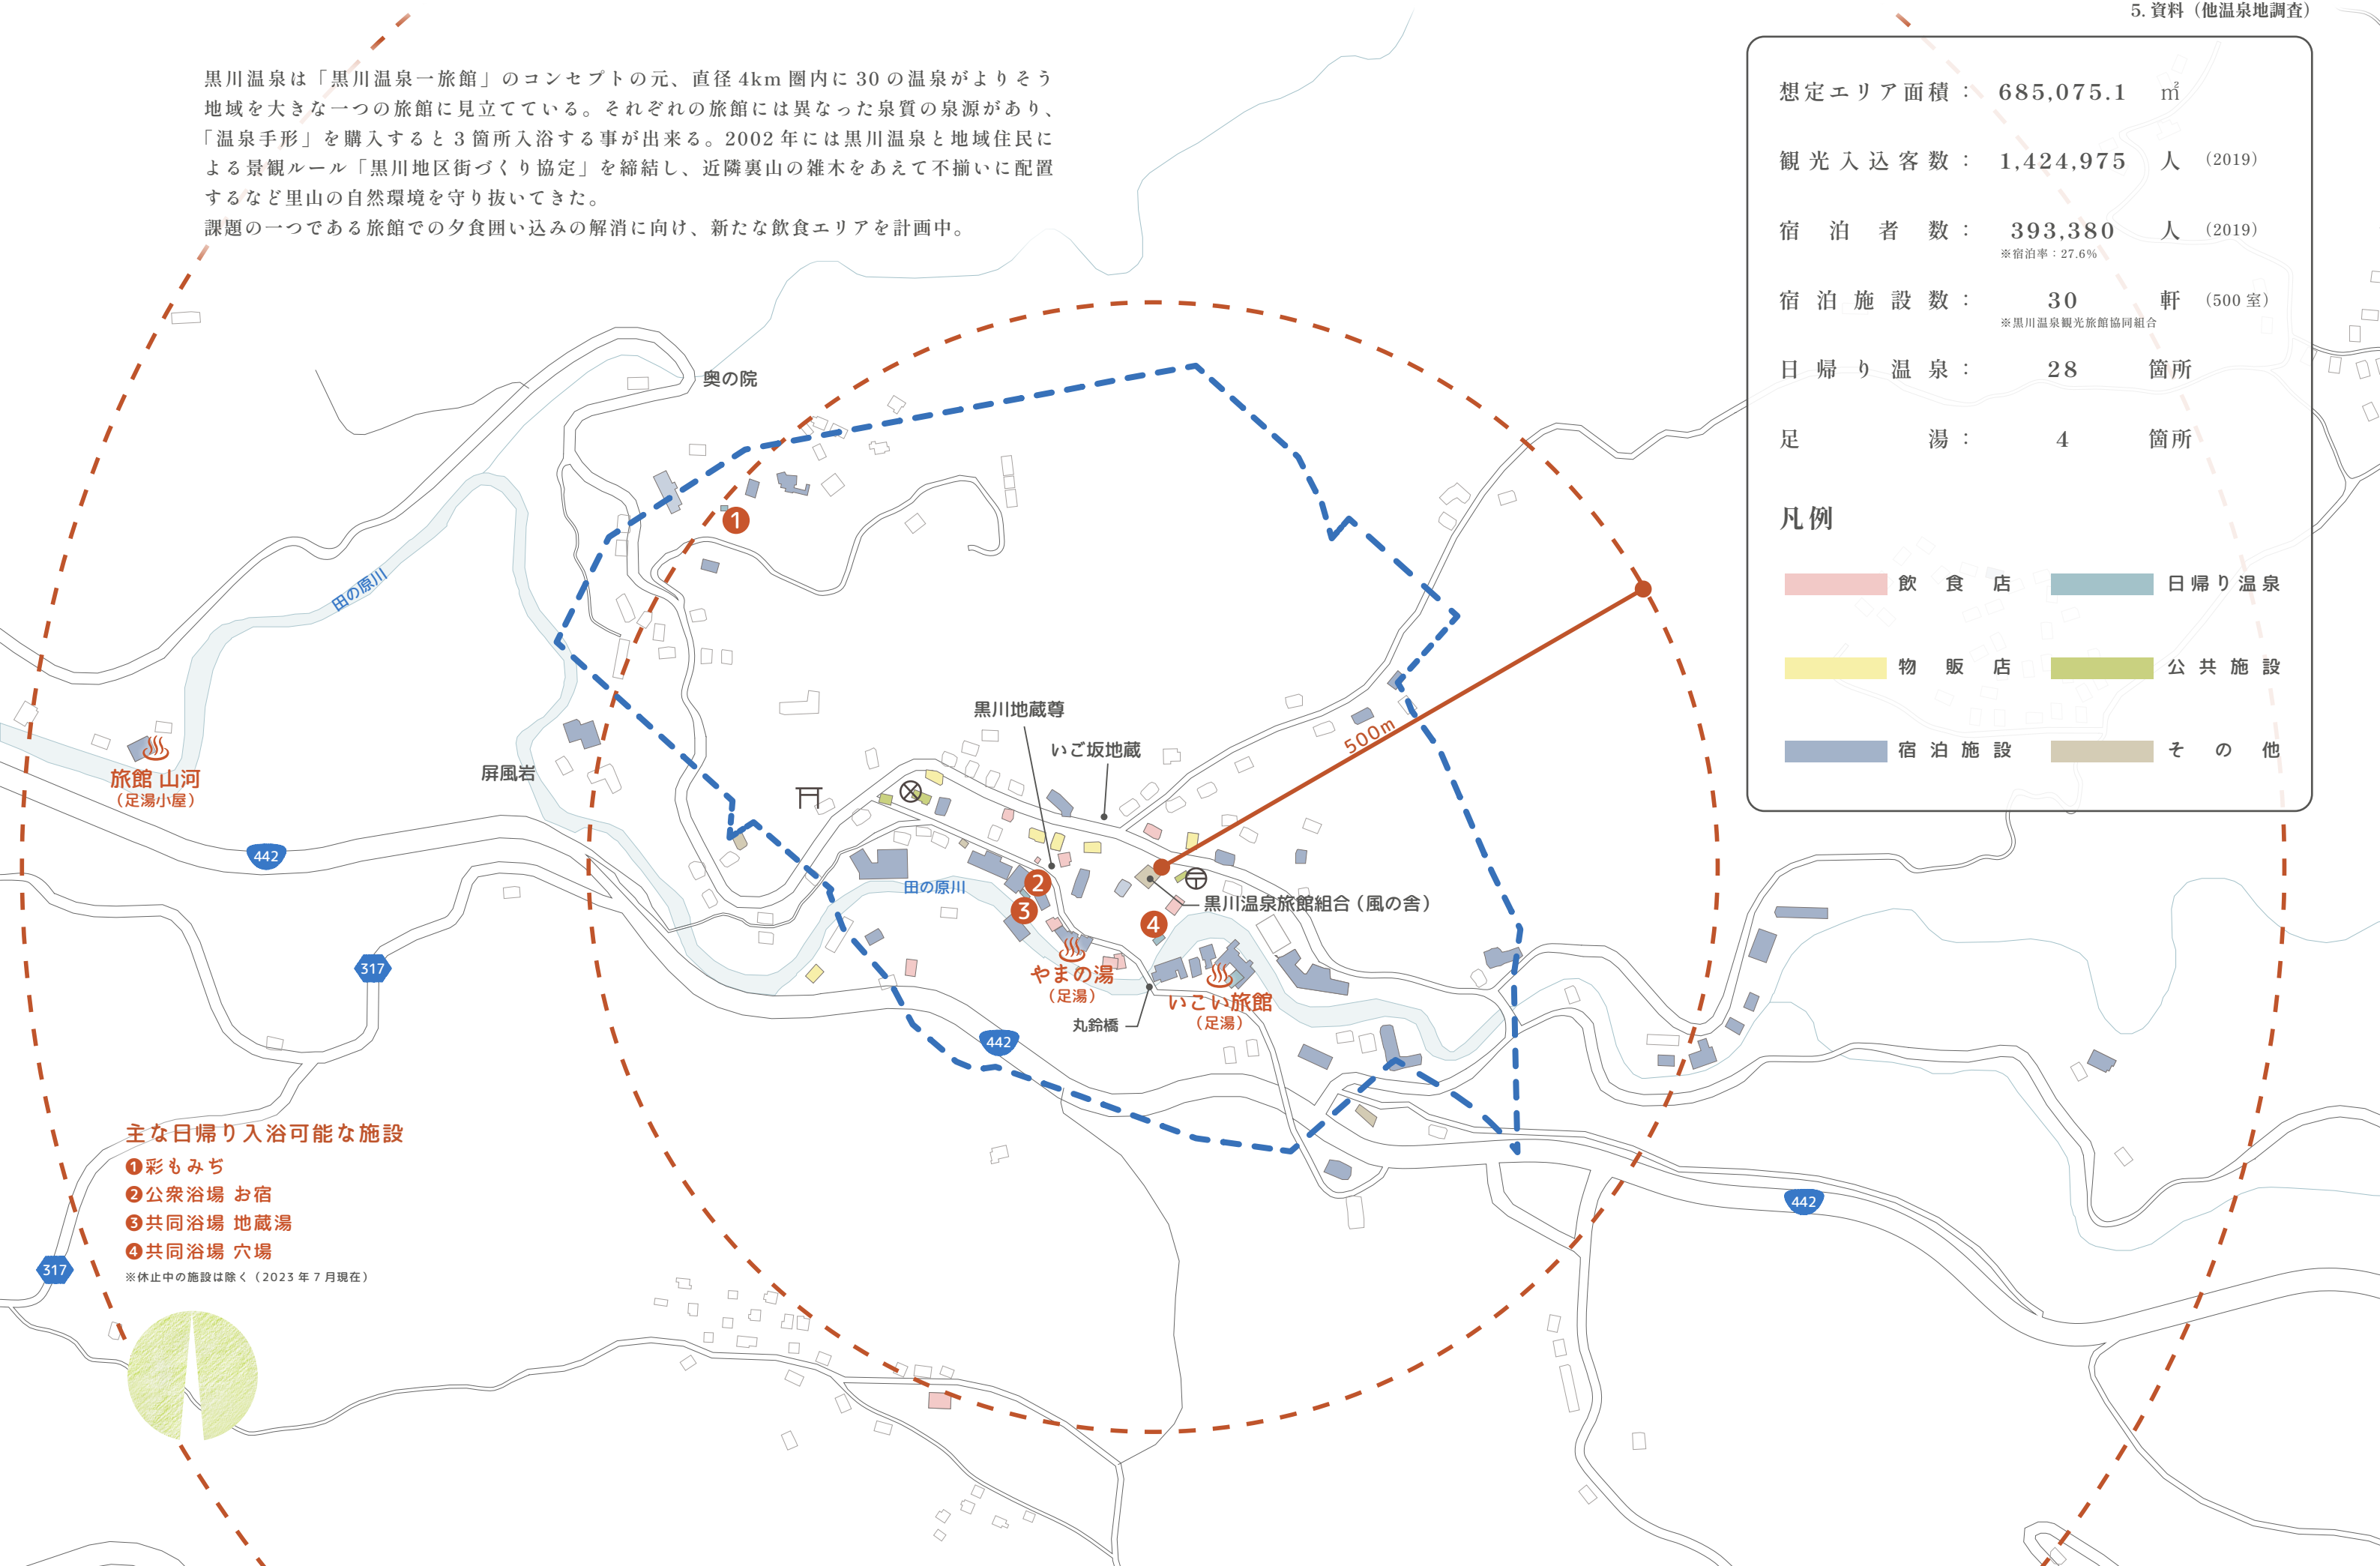 5. 資料（他温泉地調査）
黒川温泉は「黒川温泉一旅館」のコンセプトの元、直径 4km 圏内に 30 の温泉がよりそう
地域を大きな一つの旅館に見立てている。それぞれの旅館には異なった泉質の泉源があり、
「温泉手形」を購入すると 3 箇所入浴する事が出来る。2002 年には黒川温泉と地域住民に
よる景観ルール「黒川地区街づくり協定」を締結し、近隣裏山の雑木をあえて不揃いに配置
するなど里山の自然環境を守り抜いてきた。
課題の一つである旅館での夕食囲い込みの解消に向け、新たな飲食エリアを計画中。
想定エリア面積： 685,075.1 ㎡
観光入込客数： 1,424,975 人 （2019）
宿泊者数： 393,380 人 （2019）
※宿泊率：27.6%
宿泊施設数： 30 軒 （500 室）
※黒川温泉観光旅館協同組合
日帰り温泉： 28 箇所
足湯： 4 箇所
凡例
飲食店 日帰り温泉
物販店 公共施設
宿泊施設 その他
奥の院
1
田の原川
黒川地蔵尊
いご坂地蔵
500m
屏風岩
旅館 山河
（足湯小屋）
442
田の原川
2
3
4
黒川温泉旅館組合（風の舎）
317
やまの湯
（足湯）
いこい旅館
（足湯）
丸鈴橋
442
442
317
主な日帰り入浴可能な施設
❶彩もみぢ
❷公衆浴場 お宿
❸共同浴場 地蔵湯
❹共同浴場 穴場
※休止中の施設は除く（2023 年 7 月現在）